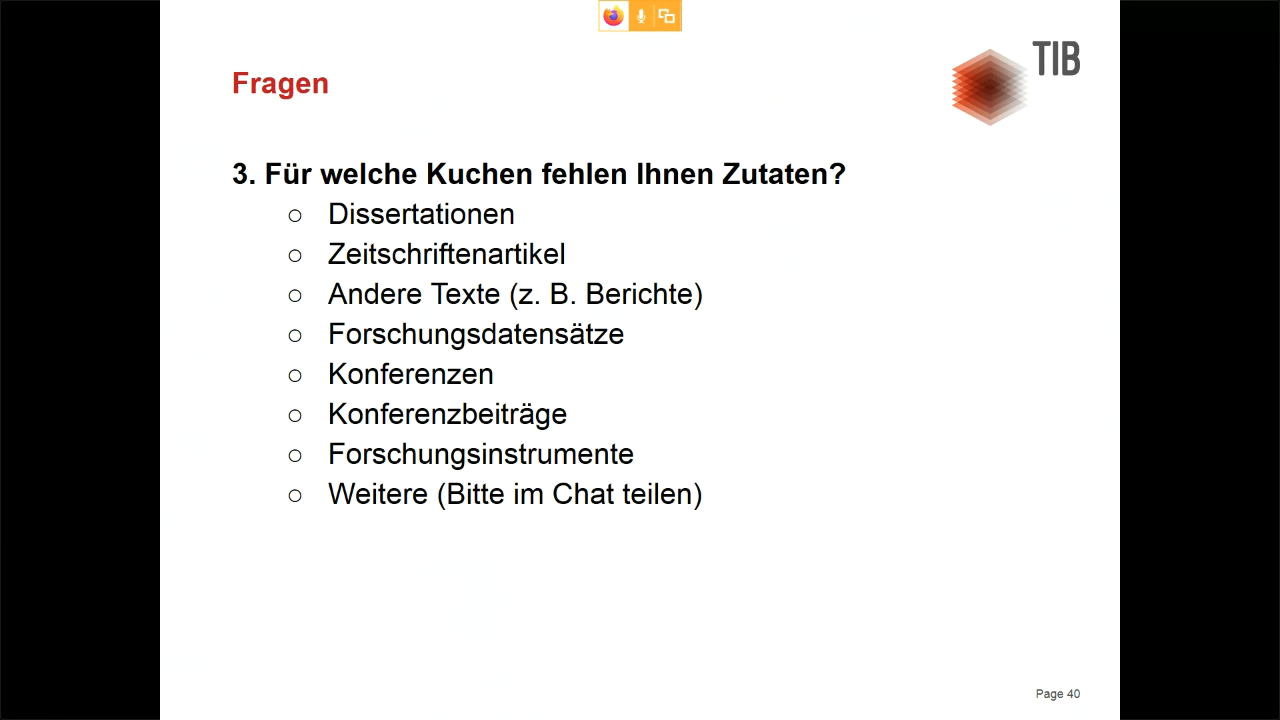 TIB
Fragen
3. Für welche Kuchen fehlen Ihnen Zutaten?
○ Dissertationen
○ Zeitschriftenartikel
○ Andere Texte (z. B. Berichte)
○ Forschungsdatensätze
○ Konferenzen
○ Konferenzbeiträge
○ Forschungsinstrumente
○ Weitere (Bitte im Chat teilen)
Page 40